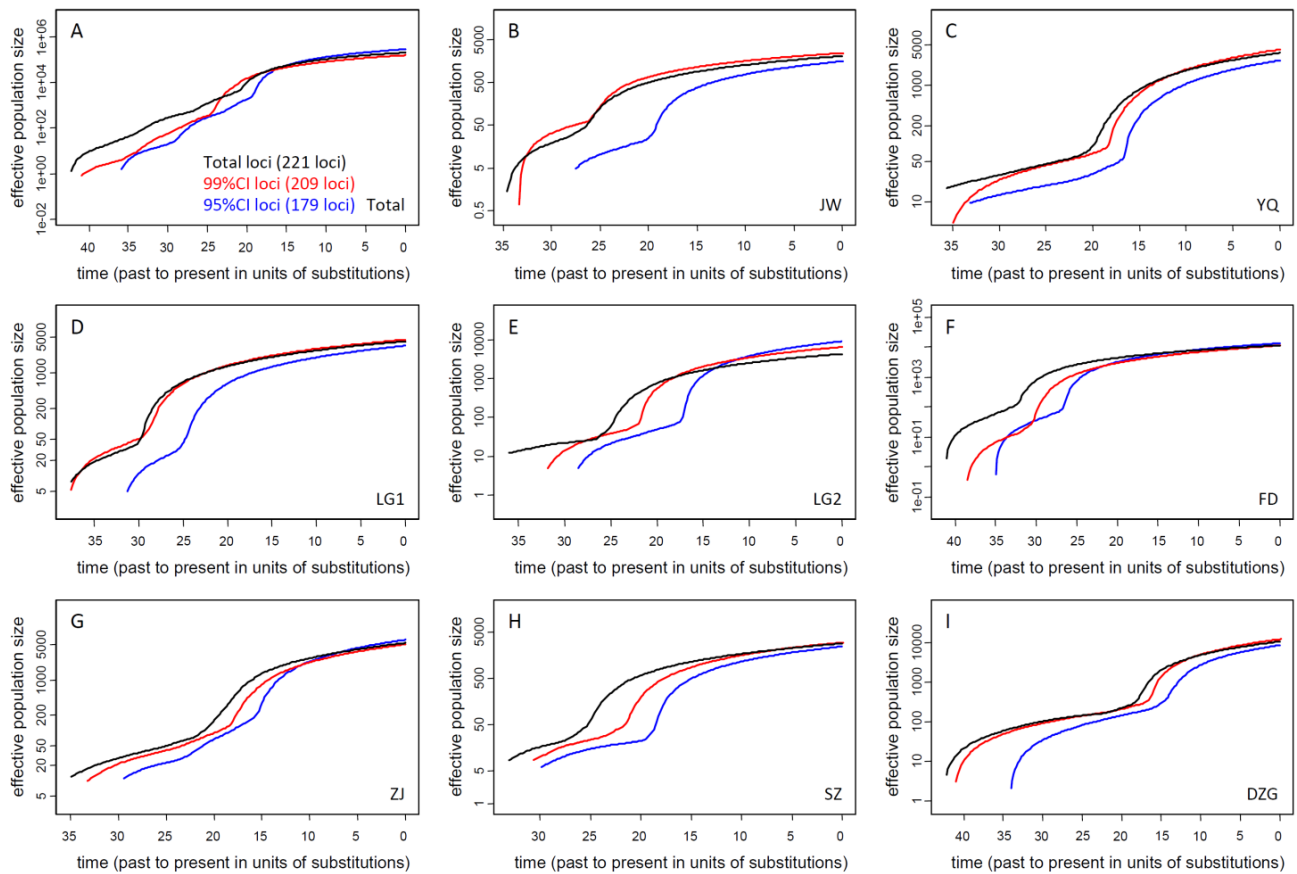 A
effective population size
1e+06
1e+04
1e+02
1e+00
1e-02
Total loci (221 loci)
99%CI loci (209 loci)
95%CI loci (179 loci)
Total
40 35 30 25 20 15 10 5 0
time (past to present in units of substitutions)
B
effective population size
5000
500
50
5
0.5
JW
35 30 25 20 15 10 5 0
time (past to present in units of substitutions)
C
effective population size
5000
1000
200
50
10
YQ
35 30 25 20 15 10 5 0
time (past to present in units of substitutions)
D
effective population size
5000
1000
200
50
20
5
LG1
35 30 25 20 15 10 5 0
time (past to present in units of substitutions)
E
effective population size
10000
1000
100
10
1
LG2
35 30 25 20 15 10 5 0
time (past to present in units of substitutions)
F
effective population size
1e+05
1e+03
1e+01
1e-01
FD
40 35 30 25 20 15 10 5 0
time (past to present in units of substitutions)
G
effective population size
5000
1000
200
50
20
5
ZJ
35 30 25 20 15 10 5 0
time (past to present in units of substitutions)
H
effective population size
5000
50
5
1
SZ
30 25 20 15 10 5 0
time (past to present in units of substitutions)
I
effective population size
10000
1000
100
10
1
DZG
40 30 20 10 0
time (past to present in units of substitutions)